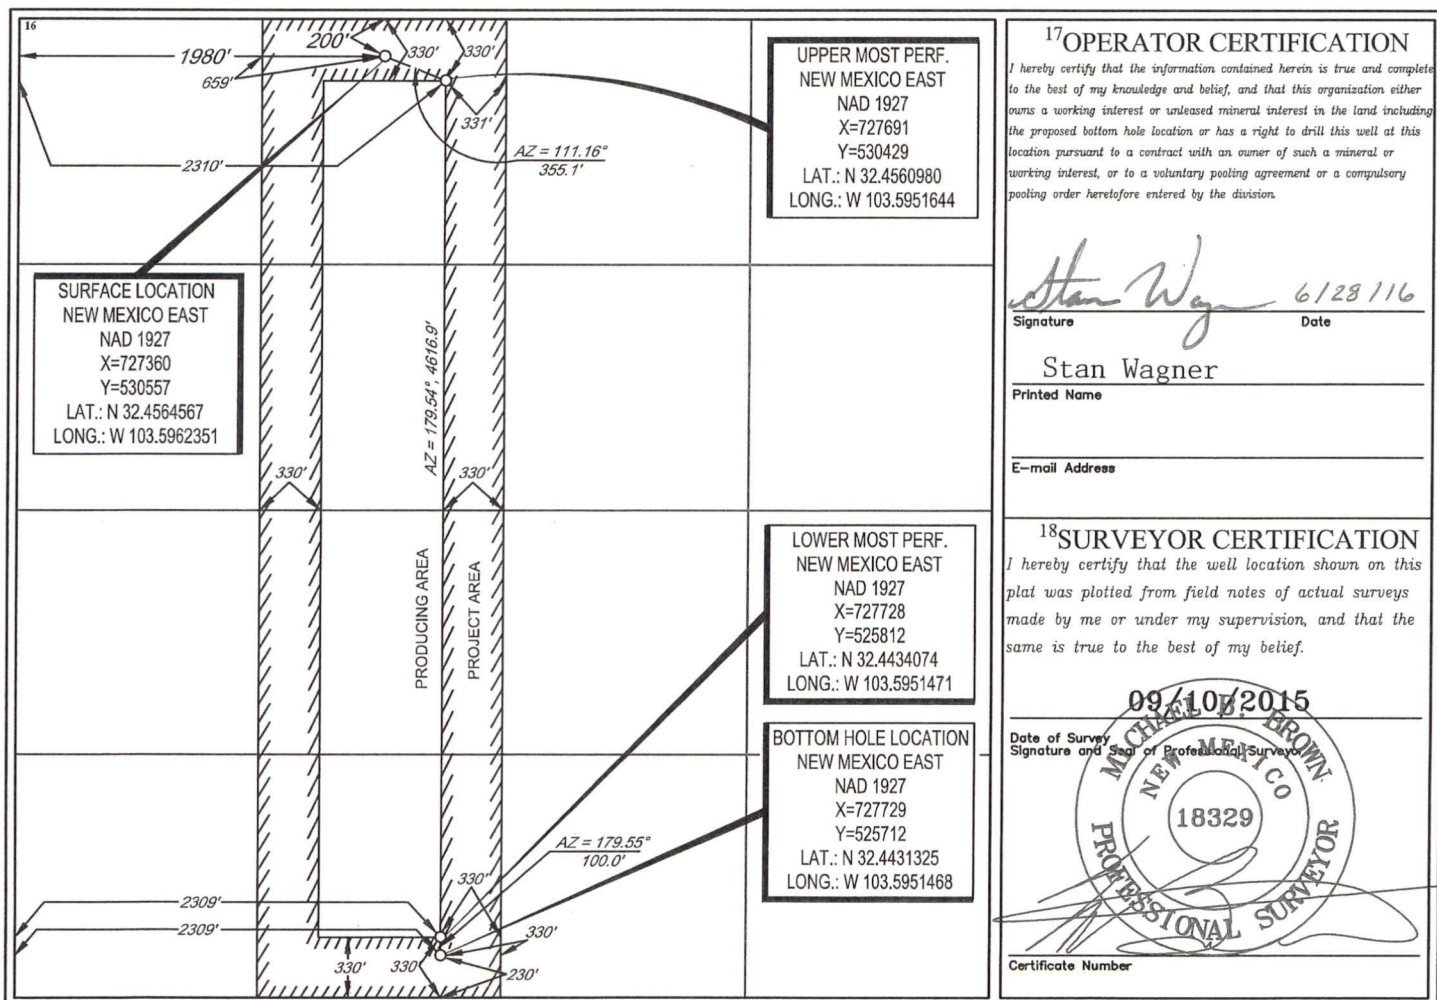 16
200'
1980'
330'
330'
659'
331'
2310'
AZ = 111.16°
355.1'
UPPER MOST PERF.
NEW MEXICO EAST
NAD 1927
X=727691
Y=530429
LAT.: N 32.4560980
LONG.: W 103.5951644
SURFACE LOCATION
NEW MEXICO EAST
NAD 1927
X=727360
Y=530557
LAT.: N 32.4564567
LONG.: W 103.5962351
AZ = 179.54°, 4616.9'
330'
330'
PRODUCING AREA
PROJECT AREA
LOWER MOST PERF.
NEW MEXICO EAST
NAD 1927
X=727728
Y=525812
LAT.: N 32.4434074
LONG.: W 103.5951471
BOTTOM HOLE LOCATION
NEW MEXICO EAST
NAD 1927
X=727729
Y=525712
LAT.: N 32.4431325
LONG.: W 103.5951468
AZ = 179.55°
100.0'
330'
2309'
2309'
330'
330'
330'
230'
17 OPERATOR CERTIFICATION
I hereby certify that the information contained herein is true and complete
to the best of my knowledge and belief, and that this organization either
owns a working interest or unleased mineral interest in the land including
the proposed bottom hole location or has a right to drill this well at this
location pursuant to a contract with an owner of such a mineral or
working interest, or to a voluntary pooling agreement or a compulsory
pooling order heretofore entered by the division.
Stan Wagner 6/28/16
Signature Date
Stan Wagner
Printed Name
E-mail Address
18 SURVEYOR CERTIFICATION
I hereby certify that the well location shown on this
plat was plotted from field notes of actual surveys
made by me or under my supervision, and that the
same is true to the best of my belief.
09/10/2015
Date of Survey
Signature and Seal of Professional Surveyor
MICHAEL B. BROWN
NEW MEXICO
18329
PROFESSIONAL SURVEYOR
Certificate Number